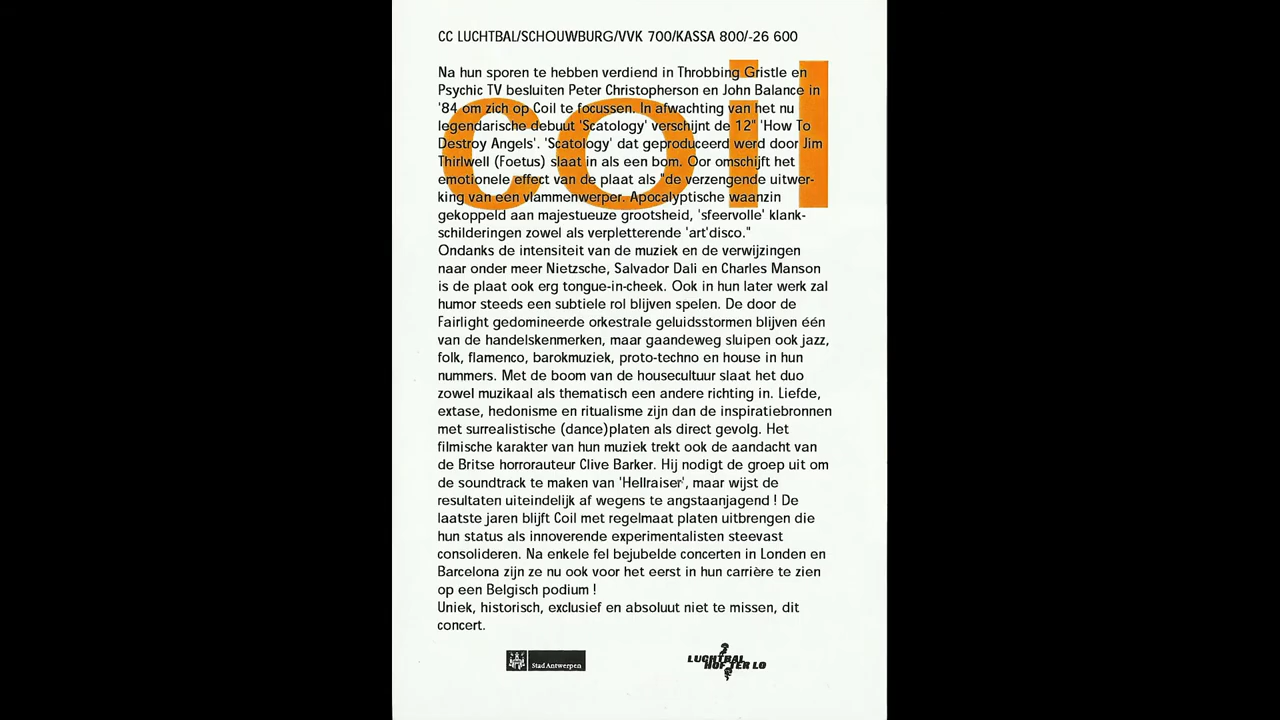 CC LUCHTBAL/SCHOUWBURG/VVK 700/KASSA 800/-26 600
coil
Na hun sporen te hebben verdiend in Throbbing Gristle en
Psychic TV besluiten Peter Christopherson en John Balance in
'84 om zich op Coil te focussen. In afwachting van het nu
legendarische debuut 'Scatology' verschijnt de 12" 'How To
Destroy Angels'. 'Scatology' dat geproduceerd werd door Jim
Thirlwell (Foetus) slaat in als een bom. Oor omschijft het
emotionele effect van de plaat als "de verzengende uitwer-
king van een vlammenwerper. Apocalyptische waanzin
gekoppeld aan majestueuze grootsheid, 'sfeervolle' klank-
schilderingen zowel als verpletterende 'art'disco."
Ondanks de intensiteit van de muziek en de verwijzingen
naar onder meer Nietzsche, Salvador Dali en Charles Manson
is de plaat ook erg tongue-in-cheek. Ook in hun later werk zal
humor steeds een subtiele rol blijven spelen. De door de
Fairlight gedomineerde orkestrale geluidsstormen blijven één
van de handelskenmerken, maar gaandeweg sluipen ook jazz,
folk, flamenco, barokmuziek, proto-techno en house in hun
nummers. Met de boom van de housecultuur slaat het duo
zowel muzikaal als thematisch een andere richting in. Liefde,
extase, hedonisme en ritualisme zijn dan de inspiratiebronnen
met surrealistische (dance)platen als direct gevolg. Het
filmische karakter van hun muziek trekt ook de aandacht van
de Britse horrorauteur Clive Barker. Hij nodigt de groep uit om
de soundtrack te maken van 'Hellraiser', maar wijst de
resultaten uiteindelijk af wegens te angstaanjagend ! De
laatste jaren blijft Coil met regelmaat platen uitbrengen die
hun status als innoverende experimentalisten steevast
consolideren. Na enkele fel bejubelde concerten in Londen en
Barcelona zijn ze nu ook voor het eerst in hun carrière te zien
op een Belgisch podium !
Uniek, historisch, exclusief en absoluut niet te missen, dit
concert.
Stad Antwerpen
LUCHTBAL
HOF TER LO